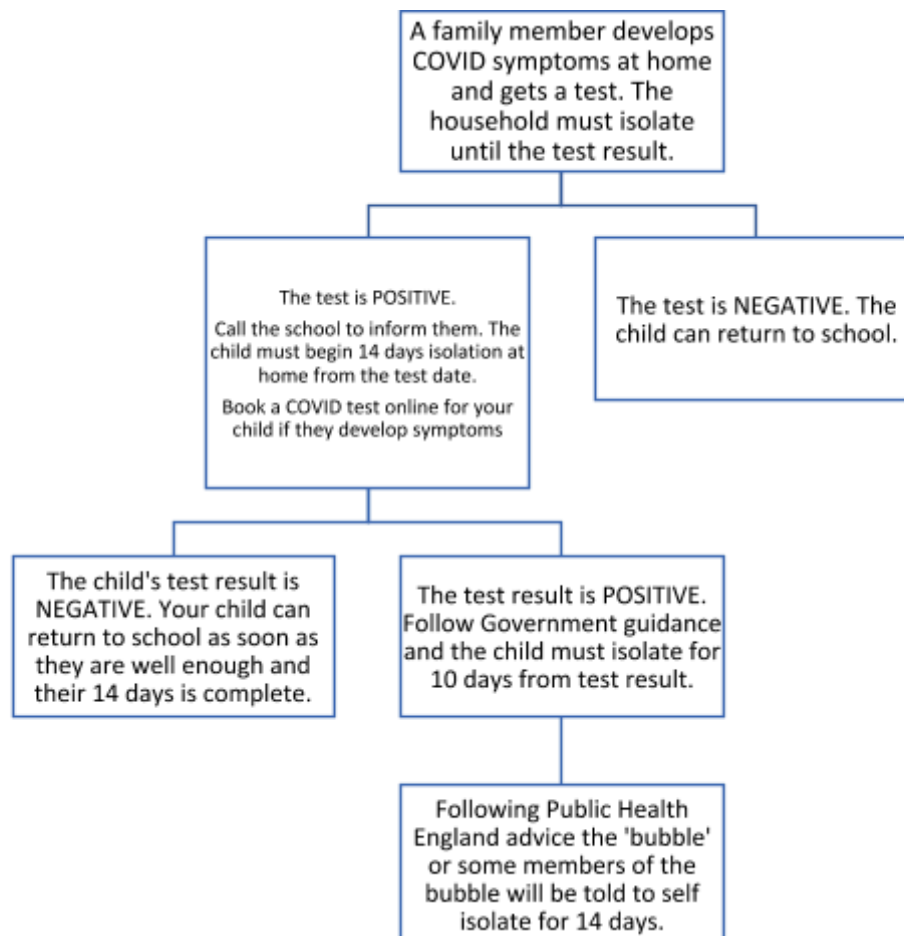 A family member develops
COVID symptoms at home
and gets a test. The
household must isolate
until the test result.
The test is POSITIVE.
Call the school to inform them. The
child must begin 14 days isolation at
home from the test date.
Book a COVID test online for your
child if they develop symptoms
The test is NEGATIVE. The
child can return to school.
The child's test result is
NEGATIVE. Your child can
return to school as soon as
they are well enough and
their 14 days is complete.
The test result is POSITIVE.
Follow Government guidance
and the child must isolate for
10 days from test result.
Following Public Health
England advice the 'bubble'
or some members of the
bubble will be told to self
isolate for 14 days.